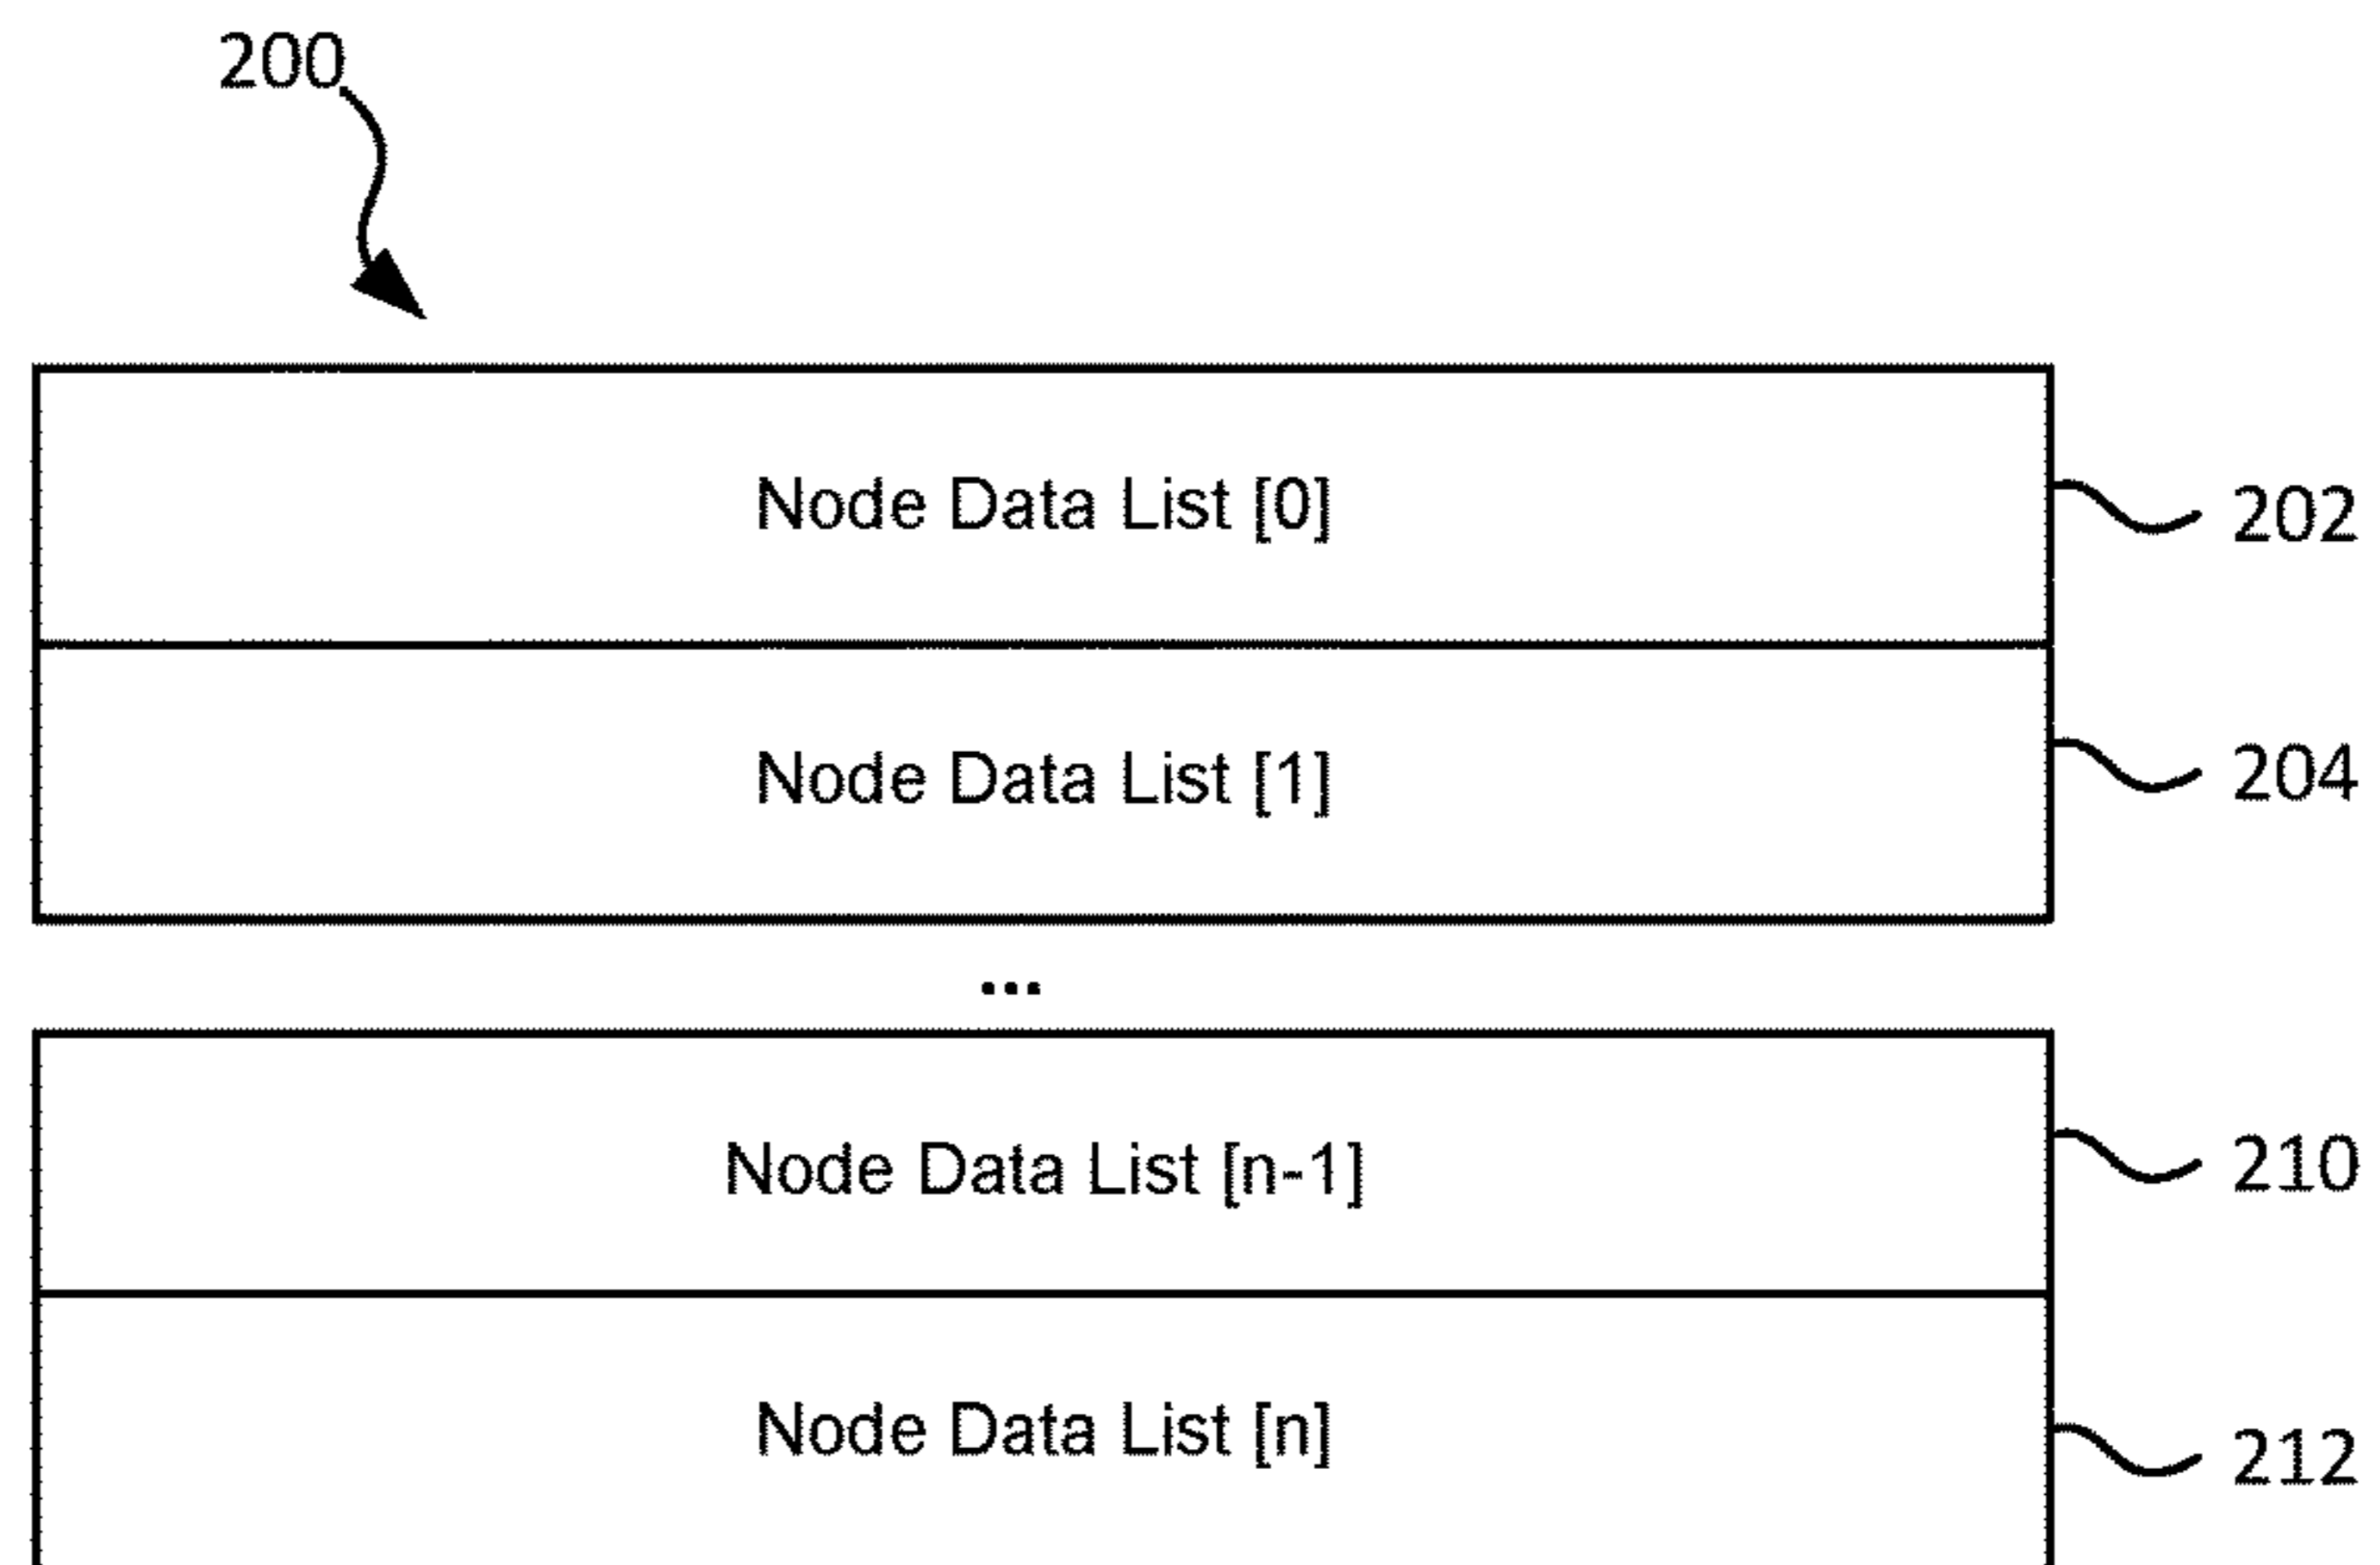 200
Node Data List [0]
202
Node Data List [1]
204
...
Node Data List [n-1]
210
Node Data List [n]
212